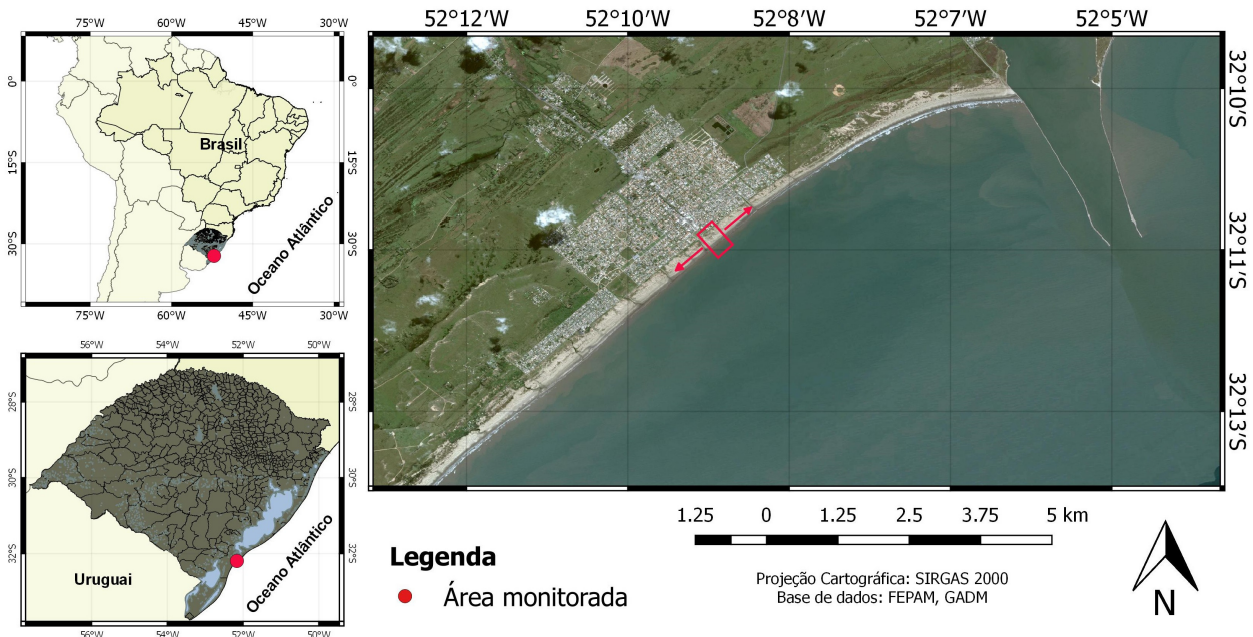 75°W 60°W 45°W 30°W
0°
15°S
30°S
0°
15°S
30°S
Brasil
Oceano Atlântico
75°W 60°W 45°W 30°W
56°W 54°W 52°W 50°W
28°S
30°S
32°S
28°S
30°S
32°S
Uruguai
Oceano Atlântico
56°W 54°W 52°W 50°W
52°12'W 52°10'W 52°8'W 52°7'W 52°5'W
32°10'S
32°11'S
32°13'S
1.25 0 1.25 2.5 3.75 5 km
Legenda
Área monitorada
Projeção Cartográfica: SIRGAS 2000
Base de dados: FEPAM, GADM
N